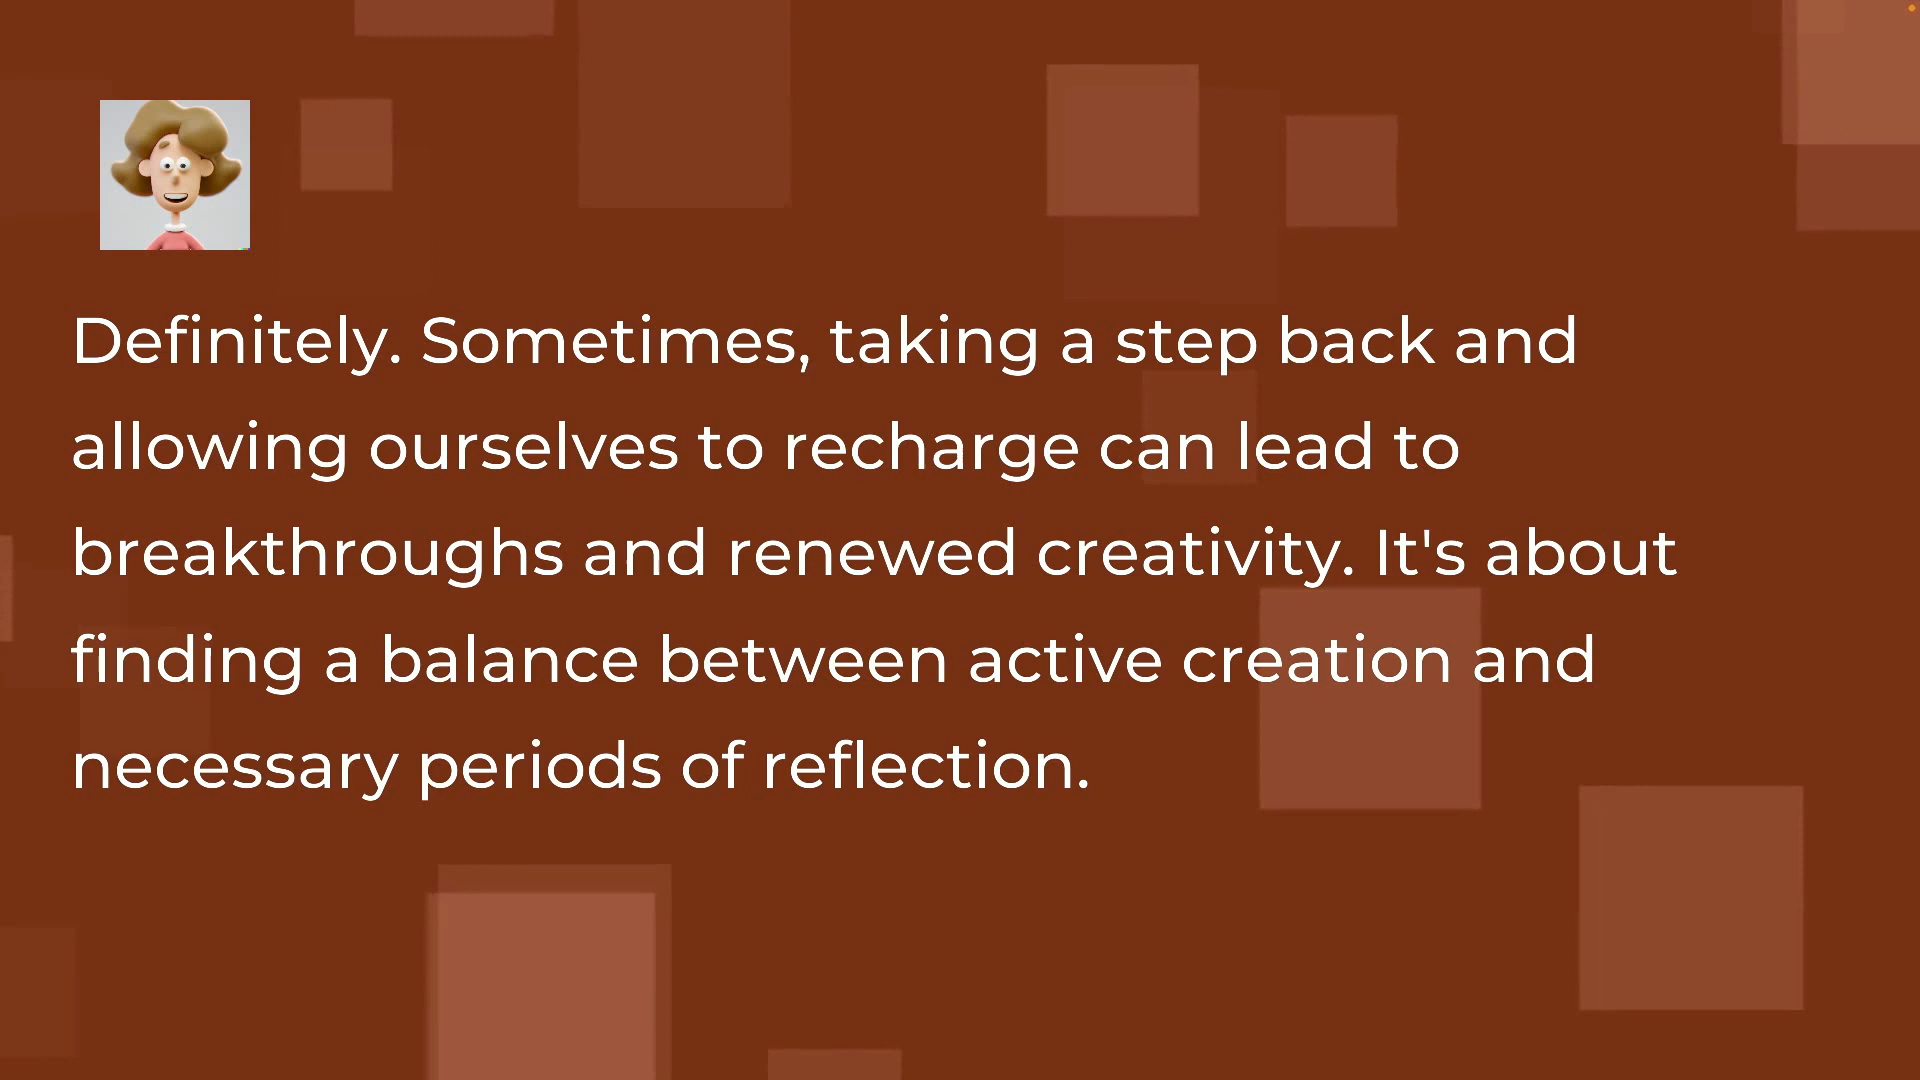 Definitely. Sometimes, taking a step back and
allowing ourselves to recharge can lead to
breakthroughs and renewed creativity. It's about
finding a balance between active creation and
necessary periods of reflection.